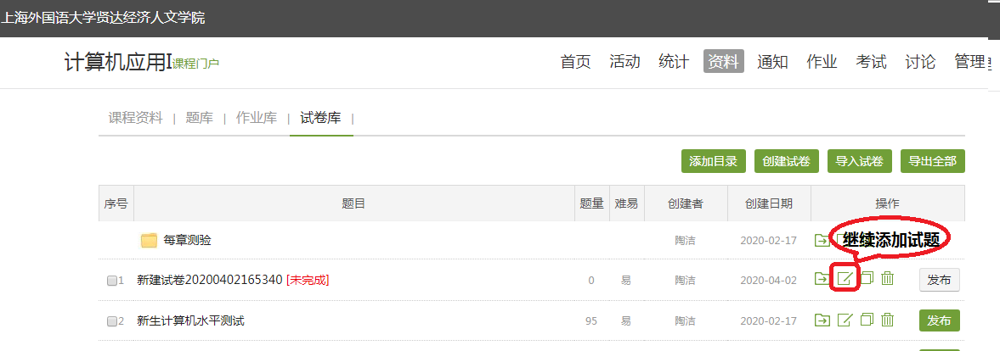 上海外国语大学贤达经济人文学院
计算机应用I课程门户 首页 活动 统计 资料 通知 作业 考试 讨论 管理
课程资料 | 题库 | 作业库 | 试卷库 |
添加目录 创建试卷 导入试卷 导出全部
序号 题目 题量 难易 创建者 创建日期 操作
每章测验 陶洁 2020-02-17
继续添加试题
1 新建试卷20200402165340 [未完成] 0 易 陶洁 2020-04-02 发布
2 新生计算机水平测试 95 易 陶洁 2020-02-17 发布